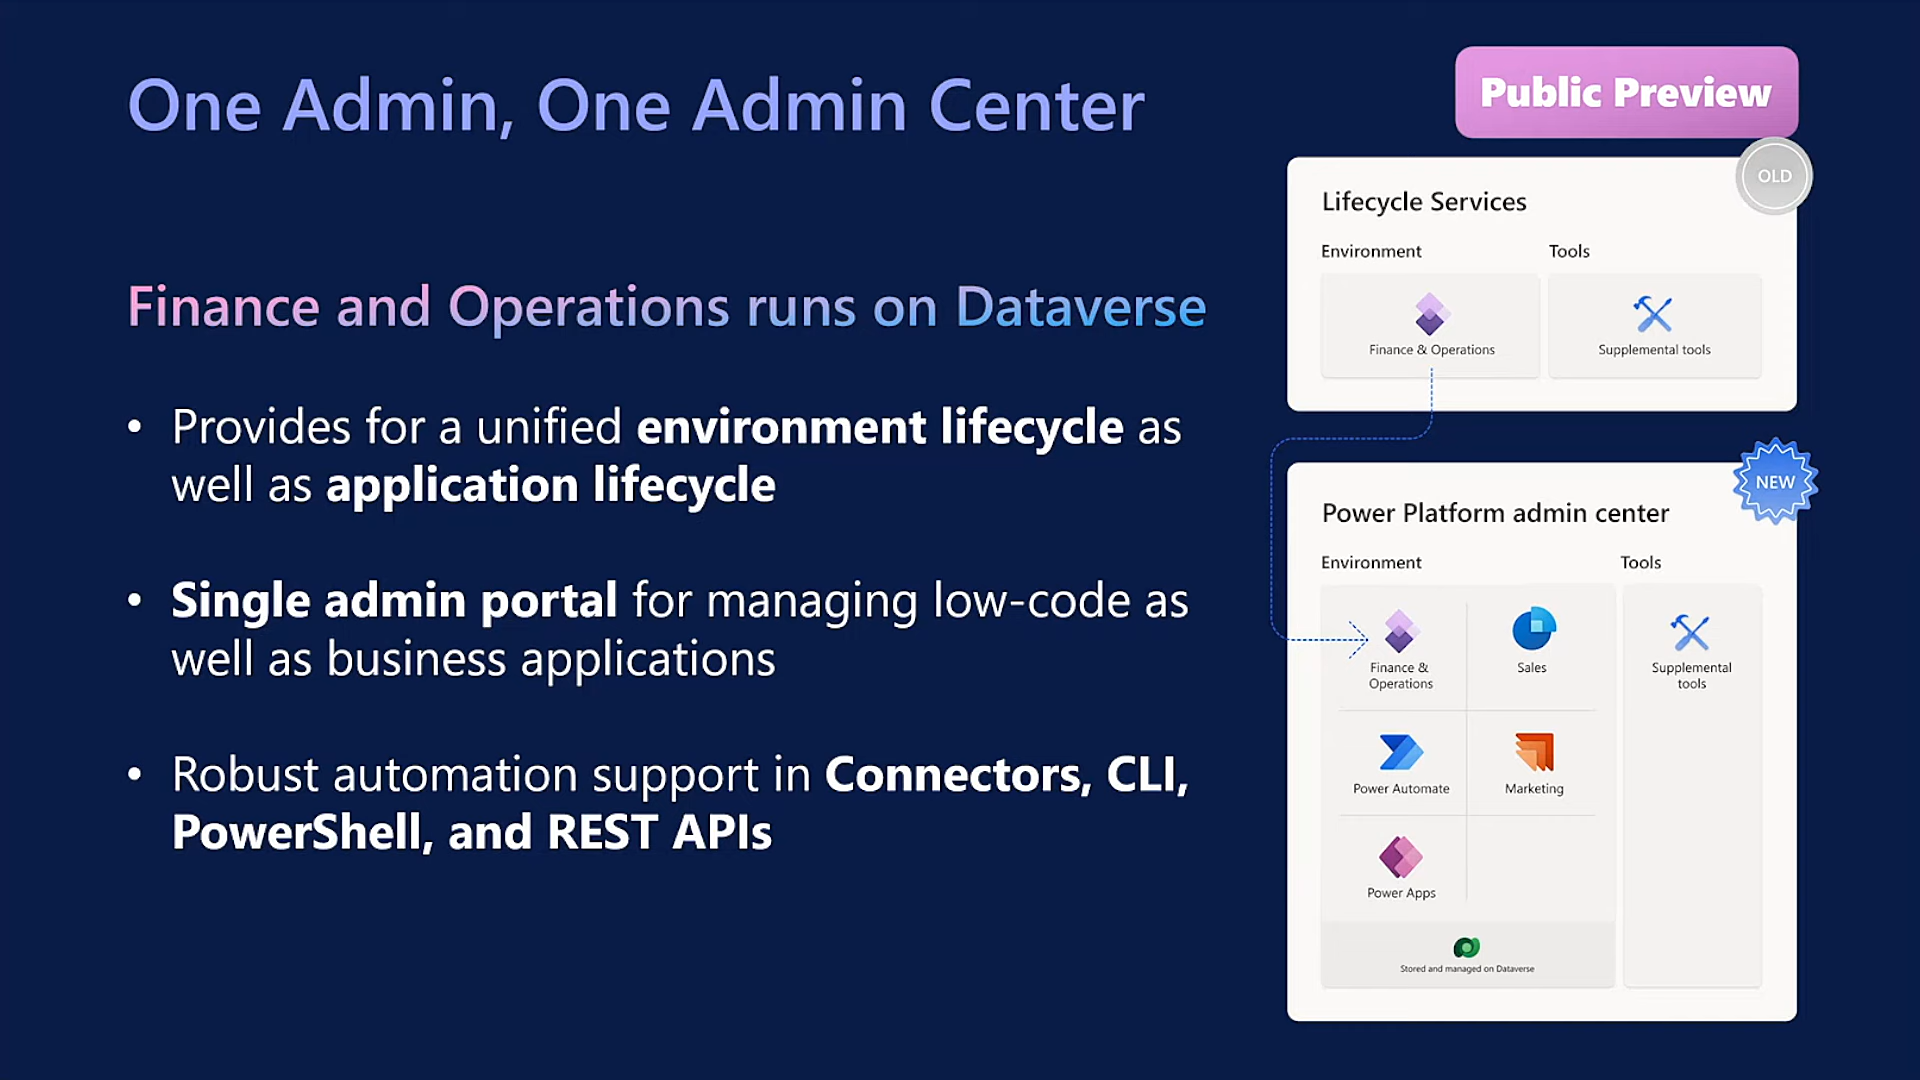 One Admin, One Admin Center
Public Preview
Finance and Operations runs on Dataverse
• Provides for a unified environment lifecycle as
well as application lifecycle
• Single admin portal for managing low-code as
well as business applications
• Robust automation support in Connectors, CLI,
PowerShell, and REST APIs
OLD
Lifecycle Services
Environment
Tools
Finance & Operations
Supplemental tools
NEW
Power Platform admin center
Environment
Tools
Finance &
Operations
Sales
Supplemental
tools
Power Automate
Marketing
Power Apps
Stored and managed on Dataverse